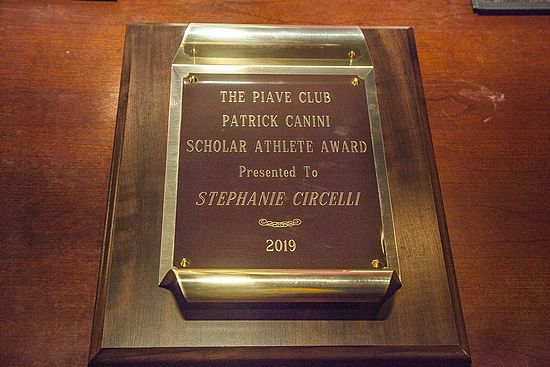 THE PIAVE CLUB
PATRICK CANINI
SCHOLAR ATHLETE AWARD
Presented To
STEPHANIE CIRCELLI
2019